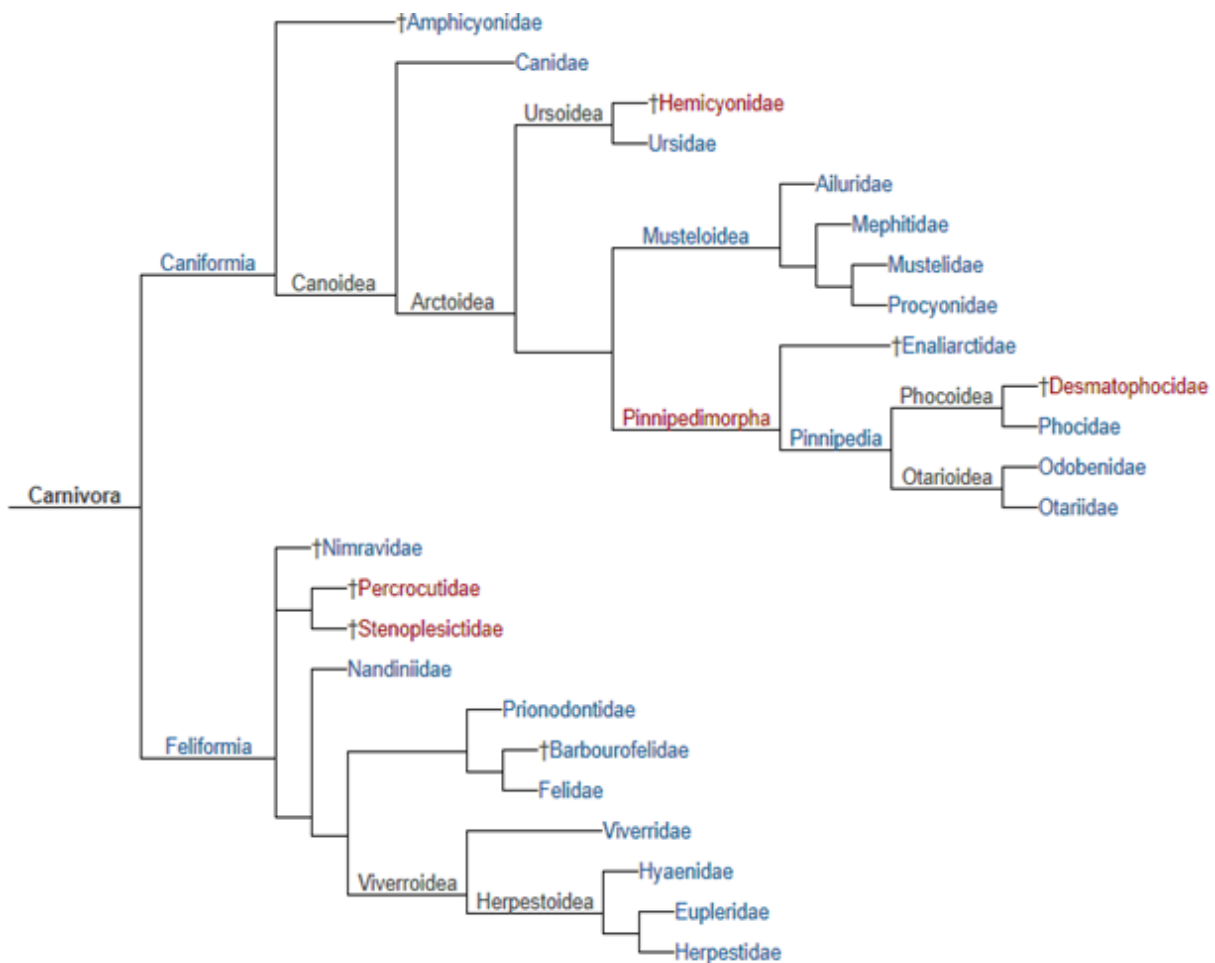 †Amphicyonidae
Canidae
†Hemicyonidae
Ursoidea
Ursidae
Ailuridae
Mephitidae
Musteloidea
Caniformia
Mustelidae
Canoidea
Arctoidea
Procyonidae
†Enaliarctidae
†Desmatophocidae
Phocoidea
Pinnipedimorpha
Phocidae
Pinnipedia
Odobenidae
Otarioidea
Carnivora
Otariidae
†Nimravidae
†Percrocutidae
†Stenoplesictidae
Nandiniidae
Prionodontidae
Feliformia
†Barbourofelidae
Felidae
Viverridae
Hyaenidae
Viverroidea
Herpestoidea
Eupleridae
Herpestidae